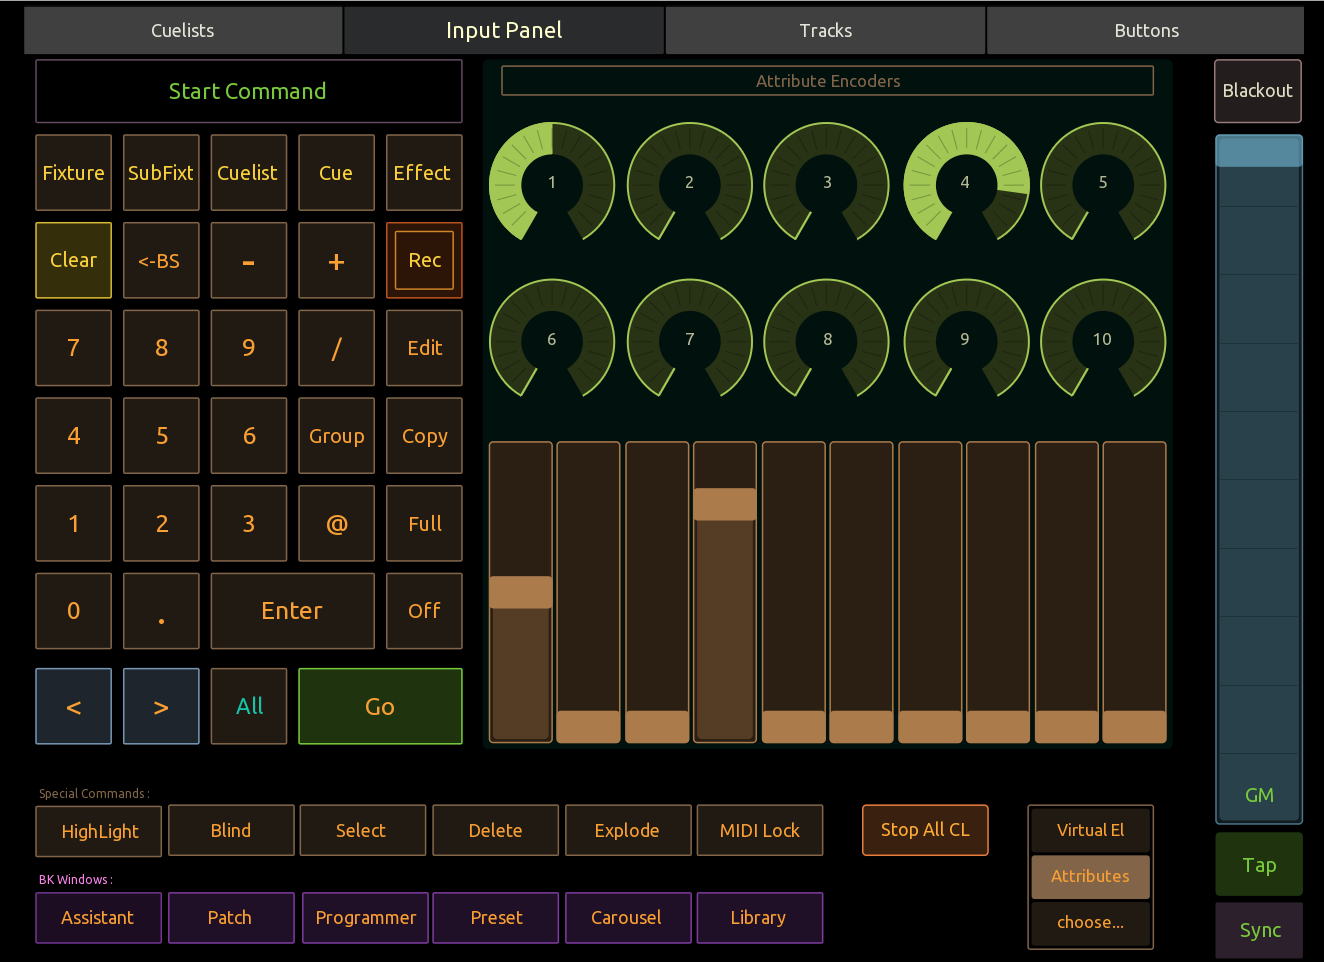 Cuelists
Input Panel
Tracks
Buttons
Start Command
Attribute Encoders
Blackout
Fixture
SubFixt
Cuelist
Cue
Effect
1
2
3
4
5
Clear
<-BS
-
+
Rec
7
8
9
/
Edit
6
7
8
9
10
4
5
6
Group
Copy
1
2
3
@
Full
0
.
Enter
Off
<
>
All
Go
GM
Special Commands :
HighLight
Blind
Select
Delete
Explode
MIDI Lock
Stop All CL
Virtual El
Attributes
choose...
Tap
BK Windows :
Assistant
Patch
Programmer
Preset
Carousel
Library
Sync